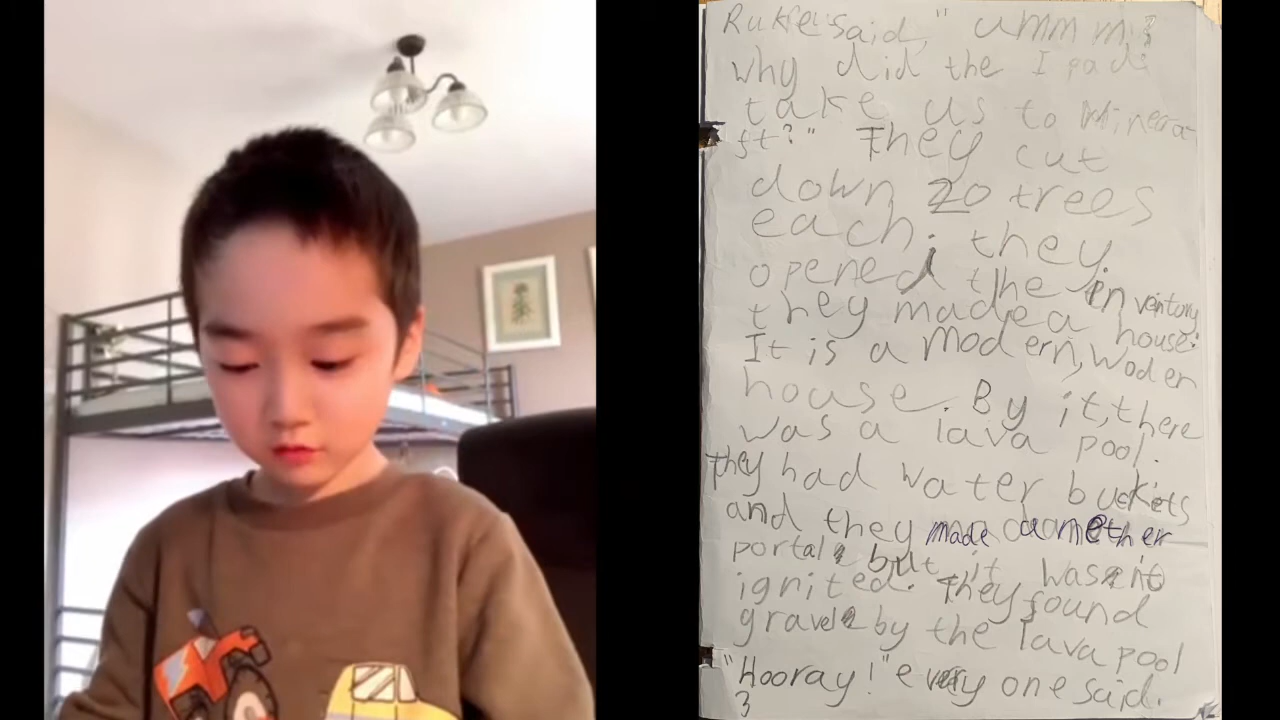 said, "ummm?
why did the I pad
take us to Minecra
ft?" They cut
down 20 trees
each. they
opened the inventory
they made a house.
It is a modern, woden
house. By it, there
was a lava pool.
They had water buckets
and they made a nether
portal, but it wasn't
ignited. They found
gravel by the lava pool
"Hooray!" every one said.
3